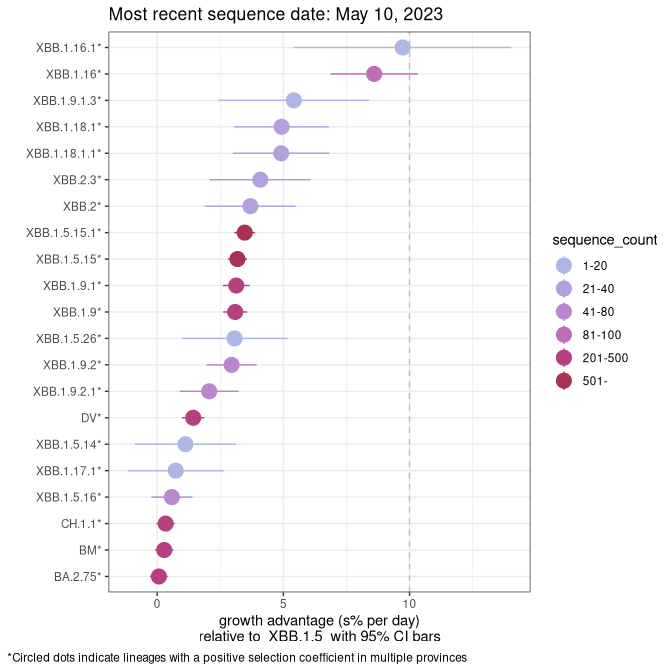 Most recent sequence date: May 10, 2023
XBB.1.16.1*
XBB.1.16*
XBB.1.9.1.3*
XBB.1.18.1*
XBB.1.18.1.1*
XBB.2.3*
XBB.2*
XBB.1.5.15.1*
XBB.1.5.15*
XBB.1.9.1*
XBB.1.9*
XBB.1.5.26*
XBB.1.9.2*
XBB.1.9.2.1*
DV*
XBB.1.5.14*
XBB.1.17.1*
XBB.1.5.16*
CH.1.1*
BM*
BA.2.75*
0 5 10
growth advantage (s% per day)
relative to XBB.1.5 with 95% CI bars
sequence_count
1-20
21-40
41-80
81-100
201-500
501-
*Circled dots indicate lineages with a positive selection coefficient in multiple provinces